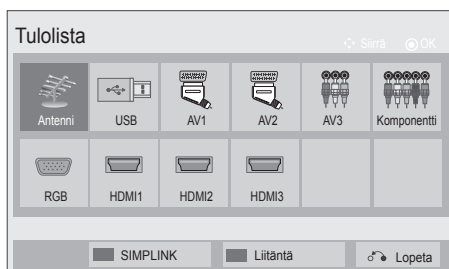 Tulolista
Siirrä OK
Antenni USB AV1 AV2 AV3 Komponentti
RGB HDMI1 HDMI2 HDMI3
SIMPLINK Liitäntä Lopeta